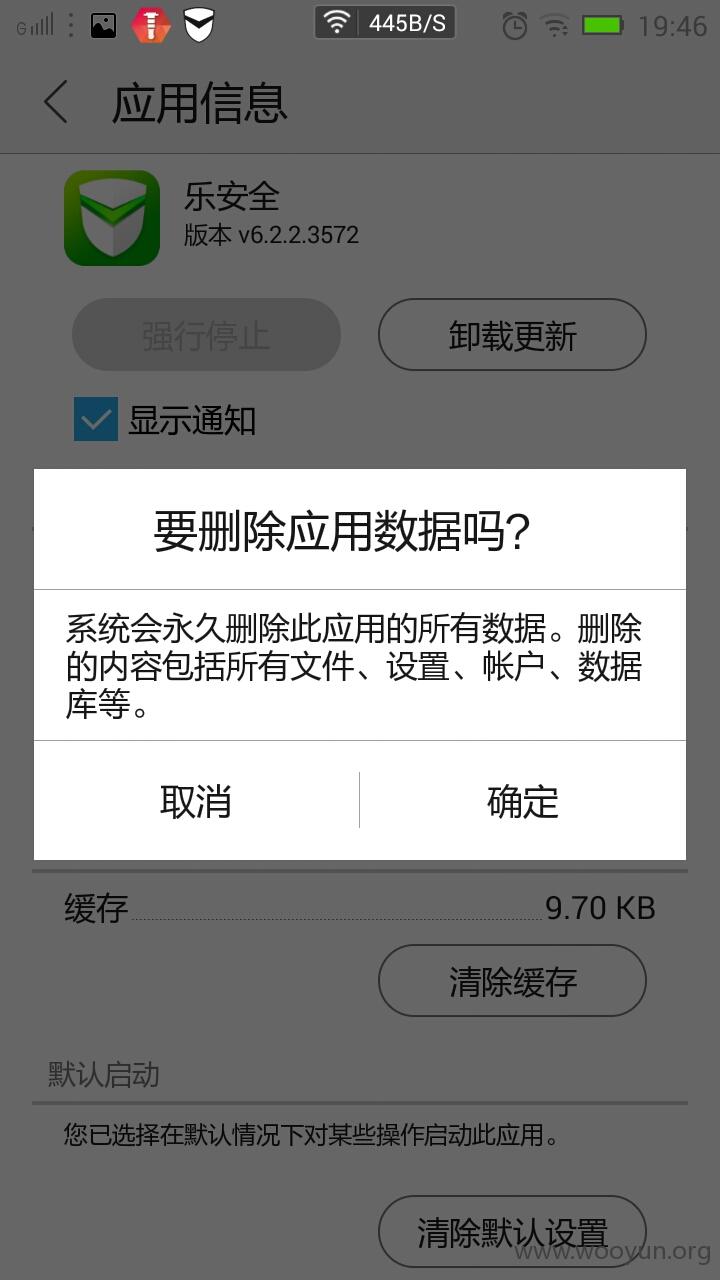 G
445B/S
19:46
应用信息
乐安全
版本 v6.2.2.3572
强行停止
卸载更新
显示通知
要删除应用数据吗?
系统会永久删除此应用的所有数据。删除
的内容包括所有文件、设置、帐户、数据
库等。
取消
确定
缓存
9.70 KB
清除缓存
默认启动
您已选择在默认情况下对某些操作启动此应用。
清除默认设置
www.wooyun.org